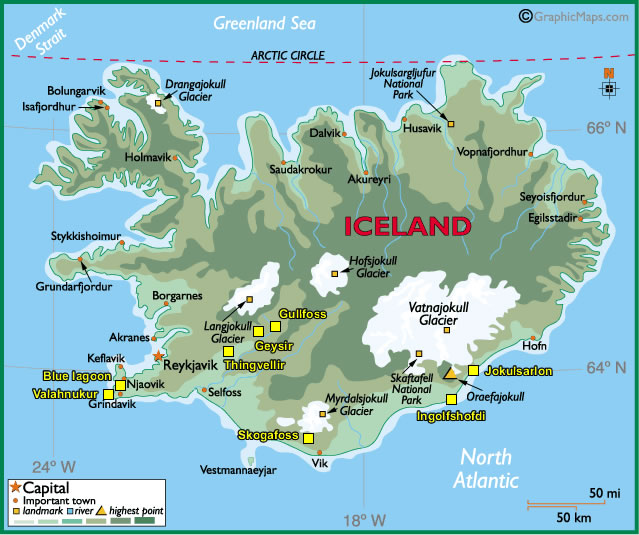 © GraphicMaps.com
Greenland Sea
Denmark
Strait
ARCTIC CIRCLE
N
Drangajokull
Glacier
Jokulsargljufur
National
Park
Bolungarvik
Isafjordhur
66° N
Husavik
Dalvik
Holmavik
Saudakrokur
Akureyri
Vopnafjordhur
Seyoisfjordur
Egilsstadir
ICELAND
Stykkishoimur
Hofsjokull
Glacier
Grundarfjordur
Borgarnes
Vatnajokull
Glacier
Langjokull
Glacier
Gullfoss
Geysir
Akranes
Hofn
Keflavik
Reykjavik
Thingvellir
64° N
Blue lagoon
Njaovik
Jokulsarlon
Skaftafell
National
Park
Valahnukur
Grindavik
Selfoss
Oraefajokull
Myrdalsjokull
Glacier
Ingolfshofdi
Skogafoss
Vik
Vestmannaeyjar
24° W
North
Atlantic
Capital
Important town
landmark river highest point
18° W
50 mi
50 km